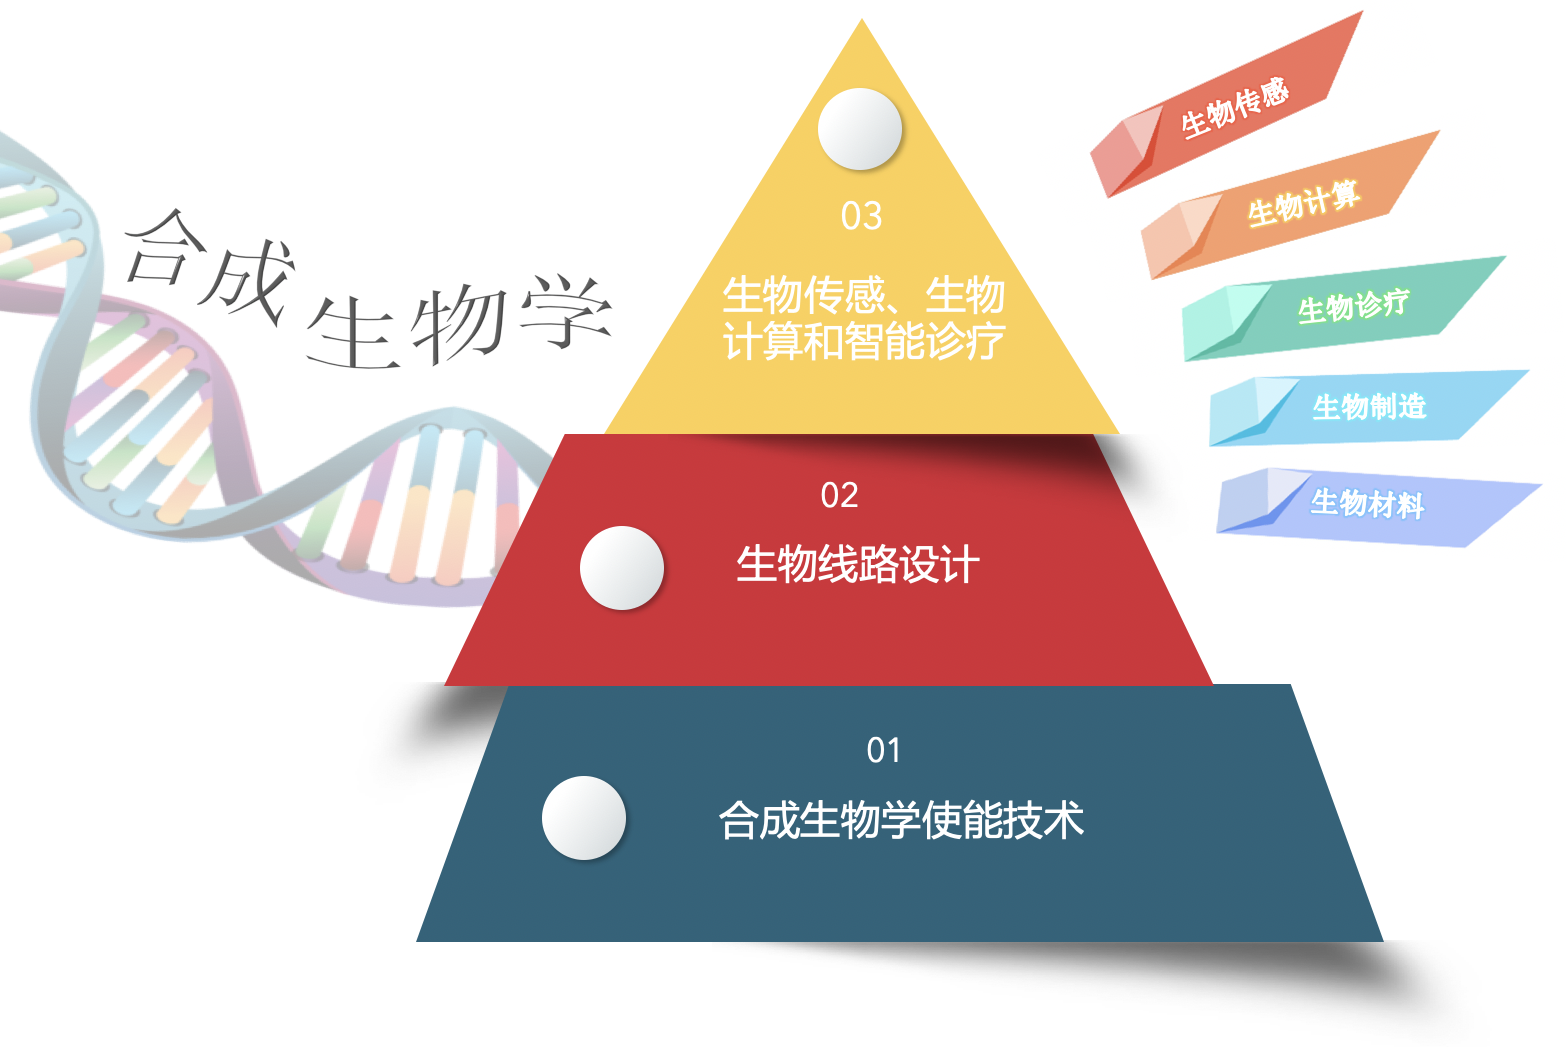 合成生物学
03
生物传感、生物
计算和智能诊疗
02
生物线路设计
01
合成生物学使能技术
生物传感
生物计算
生物诊疗
生物制造
生物材料